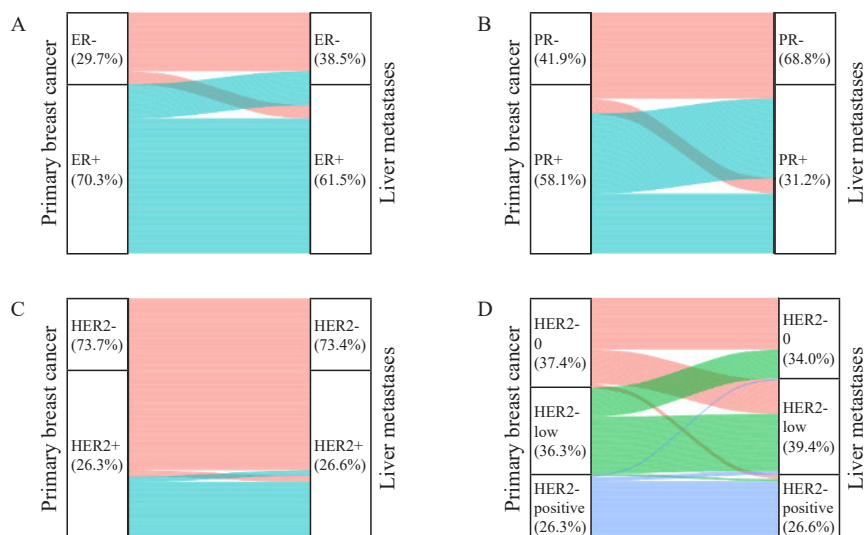 A
Primary breast cancer
ER-
(29.7%)
ER+
(70.3%)
ER-
(38.5%)
ER+
(61.5%)
Liver metastases
B
Primary breast cancer
PR-
(41.9%)
PR+
(58.1%)
PR-
(68.8%)
PR+
(31.2%)
Liver metastases
C
Primary breast cancer
HER2-
(73.7%)
HER2+
(26.3%)
HER2-
(73.4%)
HER2+
(26.6%)
Liver metastases
D
Primary breast cancer
HER2-
0
(37.4%)
HER2-
low
(36.3%)
HER2-
positive
(26.3%)
HER2-
0
(34.0%)
HER2-
low
(39.4%)
HER2-
positive
(26.6%)
Liver metastases